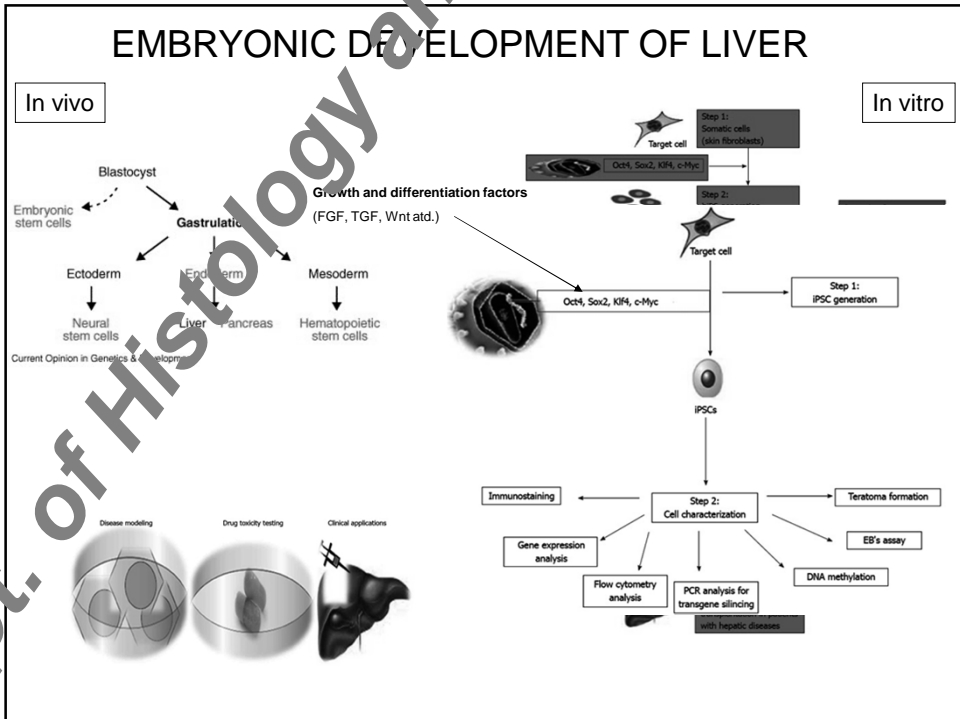 EMBRYONIC DEVELOPMENT OF LIVER
In vivo
In vitro
Blastocyst
Embryonic
stem cells
Gastrulatio
Ectoderm
Endoderm
Mesoderm
Neural
stem cells
Liver
Pancreas
Hematopoietic
stem cells
Current Opinion in Genetics &
Growth and differentiation factors
(FGF, TGF, Wnt atd.)
Target cell
Step 1:
Somatic cells
(skin fibroblasts)
Oct4, Sox2, Klf4, c-Myc
Step 2:
Target cell
Oct4, Sox2, Klf4, c-Myc
Step 1:
iPSC generation
iPSCs
Step 2:
Cell characterization
Immunostaining
Gene expression
analysis
Flow cytometry
analysis
PCR analysis for
transgene silincing
DNA methylation
EB's assay
Teratoma formation
with hepatic diseases
Disease modeling
Drug toxicity testing
Clinical applications
of Histology